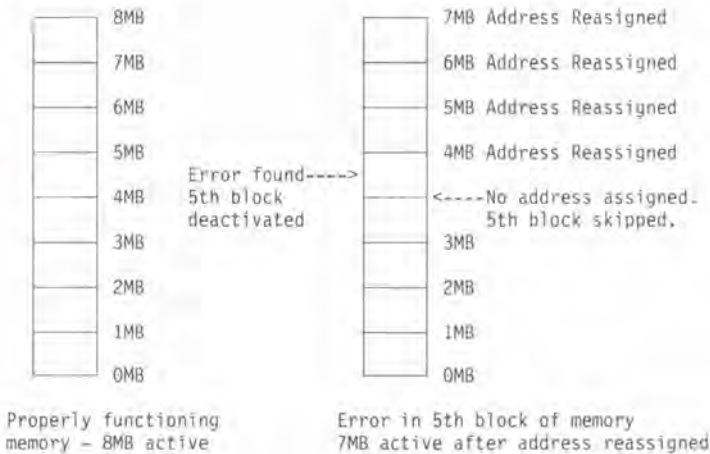 8MB
7MB
6MB
5MB
4MB
3MB
2MB
1MB
0MB
Properly functioning
memory – 8MB active
7MB Address Reasigned
6MB Address Reassigned
5MB Address Reassigned
4MB Address Reassigned
Error found---->
5th block
deactivated
<----No address assigned.
5th block skipped.
3MB
2MB
1MB
0MB
Error in 5th block of memory
7MB active after address reassigned